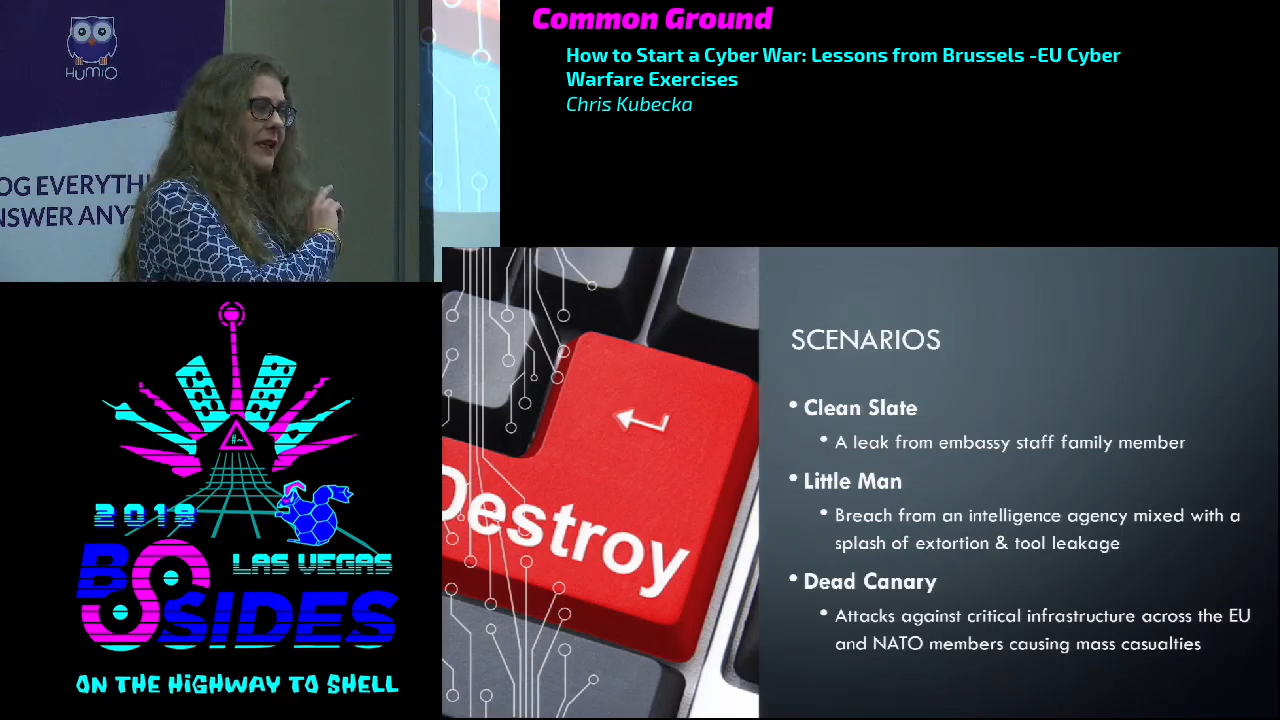 Common Ground
How to Start a Cyber War: Lessons from Brussels -EU Cyber
Warfare Exercises
Chris Kubecka
HUMIO
OG EVERYTHI
NSWER ANYT
SCENARIOS
• Clean Slate
• A leak from embassy staff family member
• Little Man
• Breach from an intelligence agency mixed with a
splash of extortion & tool leakage
• Dead Canary
• Attacks against critical infrastructure across the EU
and NATO members causing mass casualties
Destroy
#~
2019
BSIDES
LAS VEGAS
ON THE HIGHWAY TO SHELL